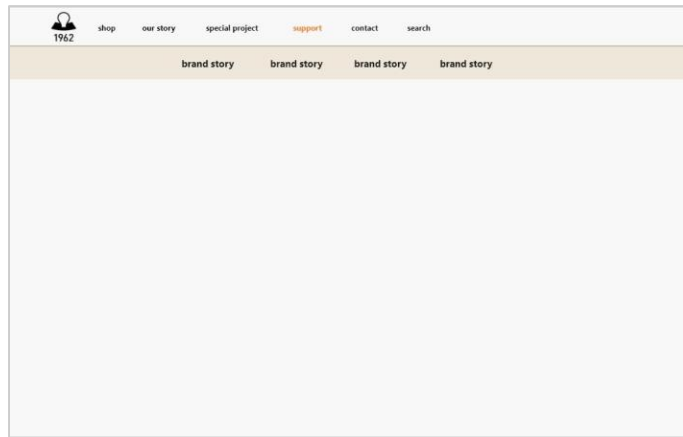 1962 shop our story special project support contact search
brand story brand story brand story brand story